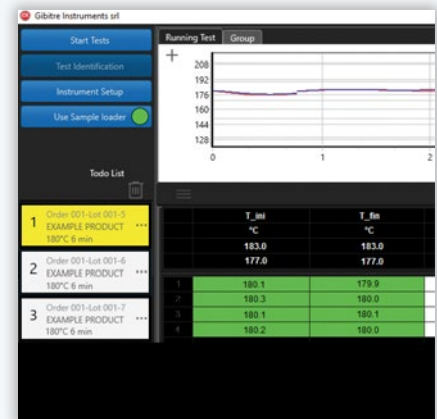 Gibitre Instruments srl
Start Tests
Test Identification
Instrument Setup
Use Sample loader
Todo List
1
Order 001-Lot 001-5
EXAMPLE PRODUCT
180°C 6 min
2
Order 001-Lot 001-6
EXAMPLE PRODUCT
180°C 6 min
3
Order 001-Lot 001-7
EXAMPLE PRODUCT
180°C 6 min
Running Test Group
208
192
176
160
144
128
0 1 2
T_ini T_fin
°C °C
183.0 183.0
177.0 177.0
1 180.1 179.9
2 180.3 180.0
3 180.1 180.1
4 180.2 180.0